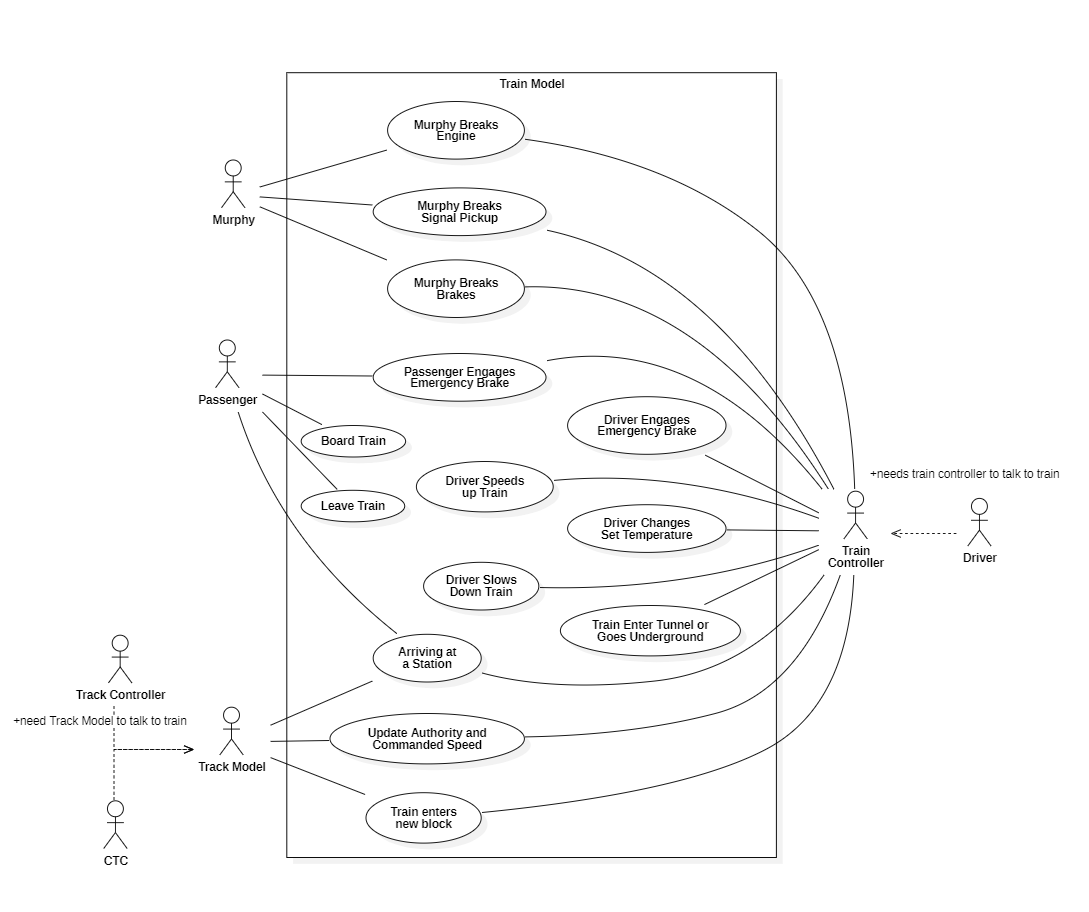 Train Model
Murphy Breaks
Engine
Murphy
Murphy Breaks
Signal Pickup
Murphy Breaks
Brakes
Passenger
Passenger Engages
Emergency Brake
Board Train
Driver Engages
Emergency Brake
Driver Speeds
up Train
Leave Train
Driver Changes
Set Temperature
+needs train controller to talk to train
Train
Controller
Driver
Driver Slows
Down Train
Train Enter Tunnel or
Goes Underground
Arriving at
a Station
Track Controller
+need Track Model to talk to train
Track Model
Update Authority and
Commanded Speed
Train enters
new block
CTC